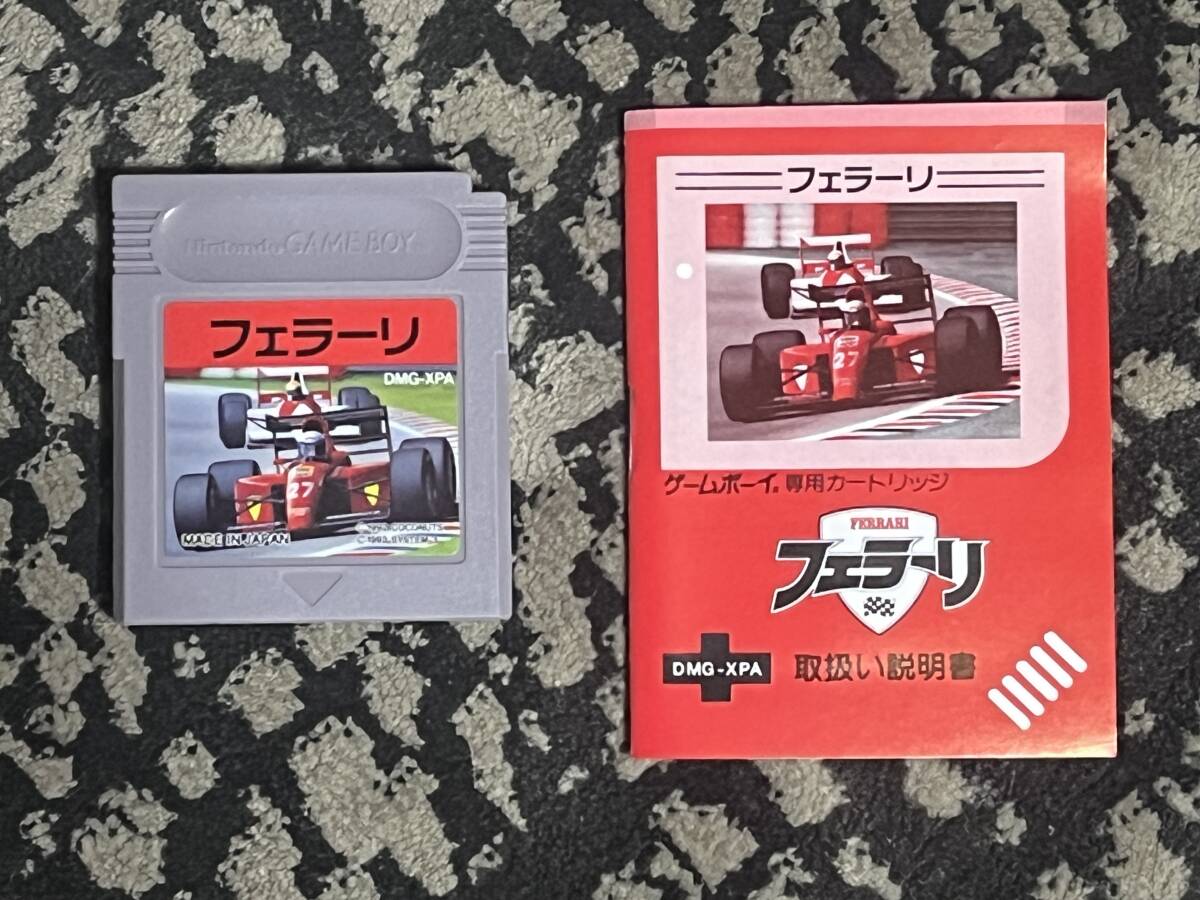 Nintendo GAME BOY
フェラーリ
DMG-XPA
27
MADE IN JAPAN
フェラーリ
27
ゲームボーイ® 専用カートリッジ
FERRARI
フェラーリ
DMG-XPA
取扱い説明書